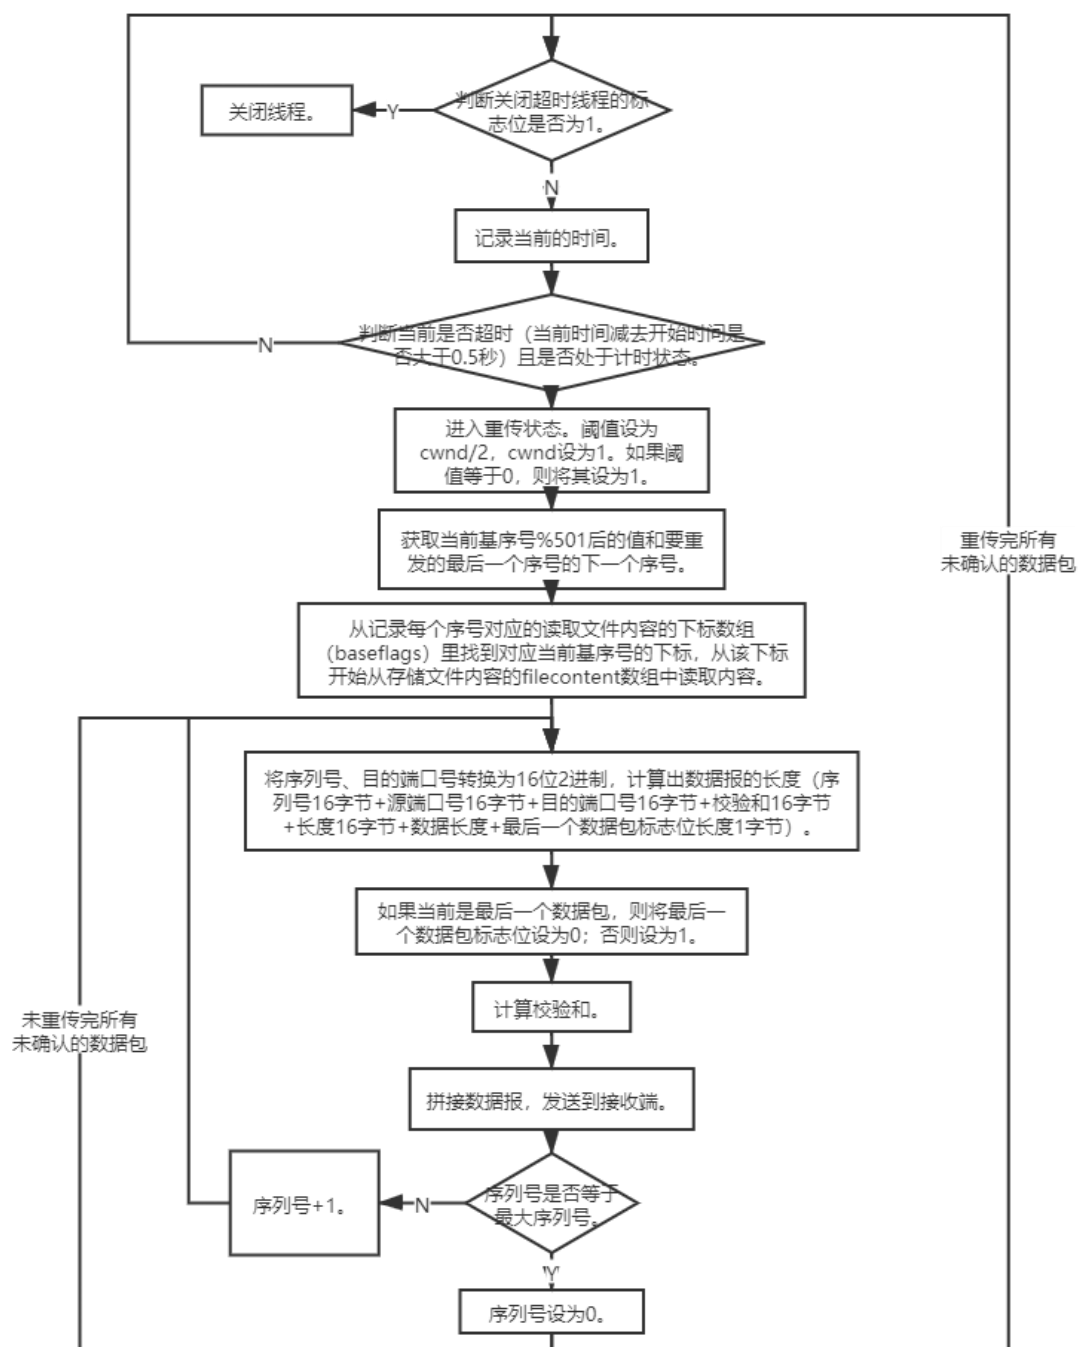 判断关闭超时线程的标
志位是否为1。
Y
关闭线程。
N
记录当前的时间。
判断当前是否超时（当前时间减去开始时间是
否大于0.5秒）且是否处于计时状态。
N
进入重传状态。阈值设为
cwnd/2，cwnd设为1。如果阈
值等于0，则将其设为1。
获取当前基序号%501后的值和要重
发的最后一个序号的下一个序号。
重传完所有
未确认的数据包
从记录每个序号对应的读取文件内容的下标数组
（baseflags）里找到对应当前基序号的下标，从该下标
开始从存储文件内容的filecontent数组中读取内容。
将序列号、目的端口号转换为16位2进制，计算出数据报的长度（序
列号16字节+源端口号16字节+目的端口号16字节+校验和16字节
+长度16字节+数据长度+最后一个数据包标志位长度1字节）。
如果当前是最后一个数据包，则将最后一
个数据包标志位设为0；否则设为1。
计算校验和。
未重传完所有
未确认的数据包
拼接数据报，发送到接收端。
序列号是否等于
最大序列号。
N
序列号+1。
Y
序列号设为0。